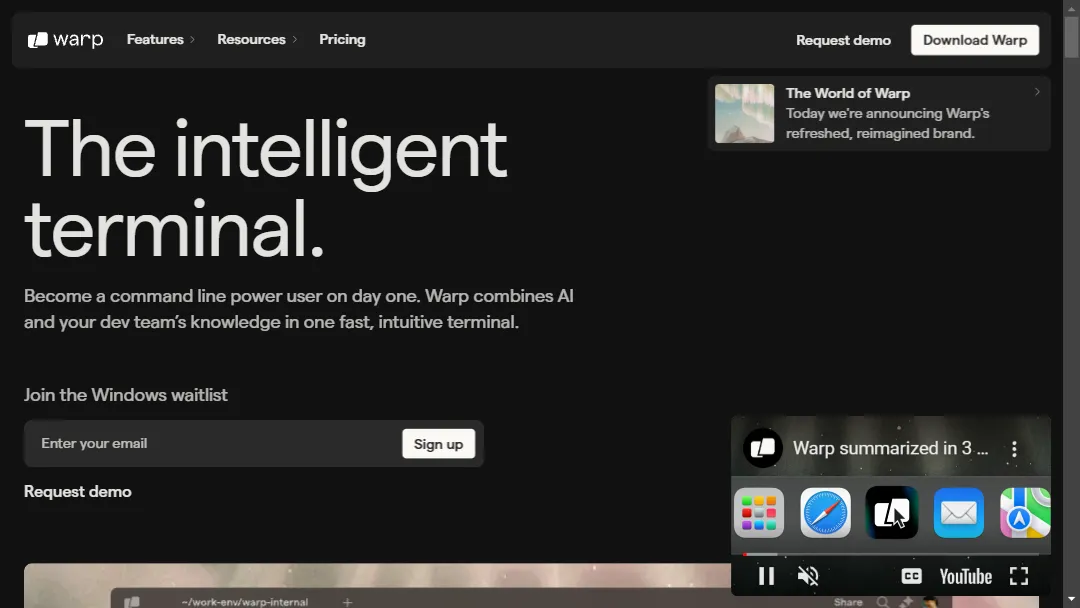 warp
Features
Resources
Pricing
Request demo
Download Warp
The World of Warp
Today we're announcing Warp's
refreshed, reimagined brand.
The intelligent
terminal.
Become a command line power user on day one. Warp combines AI
and your dev team’s knowledge in one fast, intuitive terminal.
Join the Windows waitlist
Enter your email
Sign up
Request demo
Warp summarized in 3 ...
CC
YouTube
~/work-env/warp-internal
Share